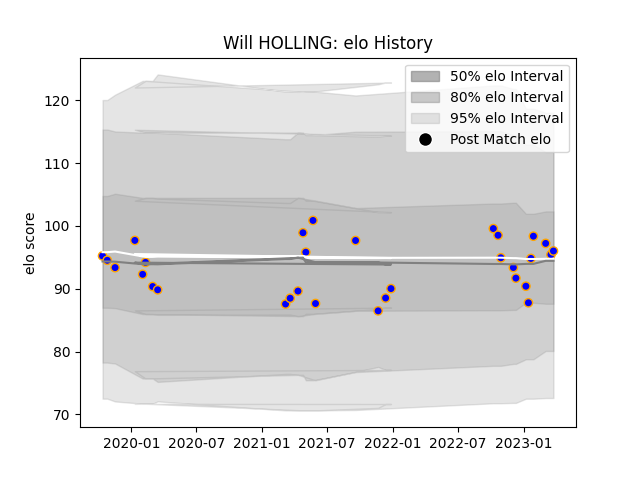 Will HOLLING: elo History
50% elo Interval
80% elo Interval
95% elo Interval
Post Match elo
elo score
120
110
100
90
80
70
2020-01
2020-07
2021-01
2021-07
2022-01
2022-07
2023-01